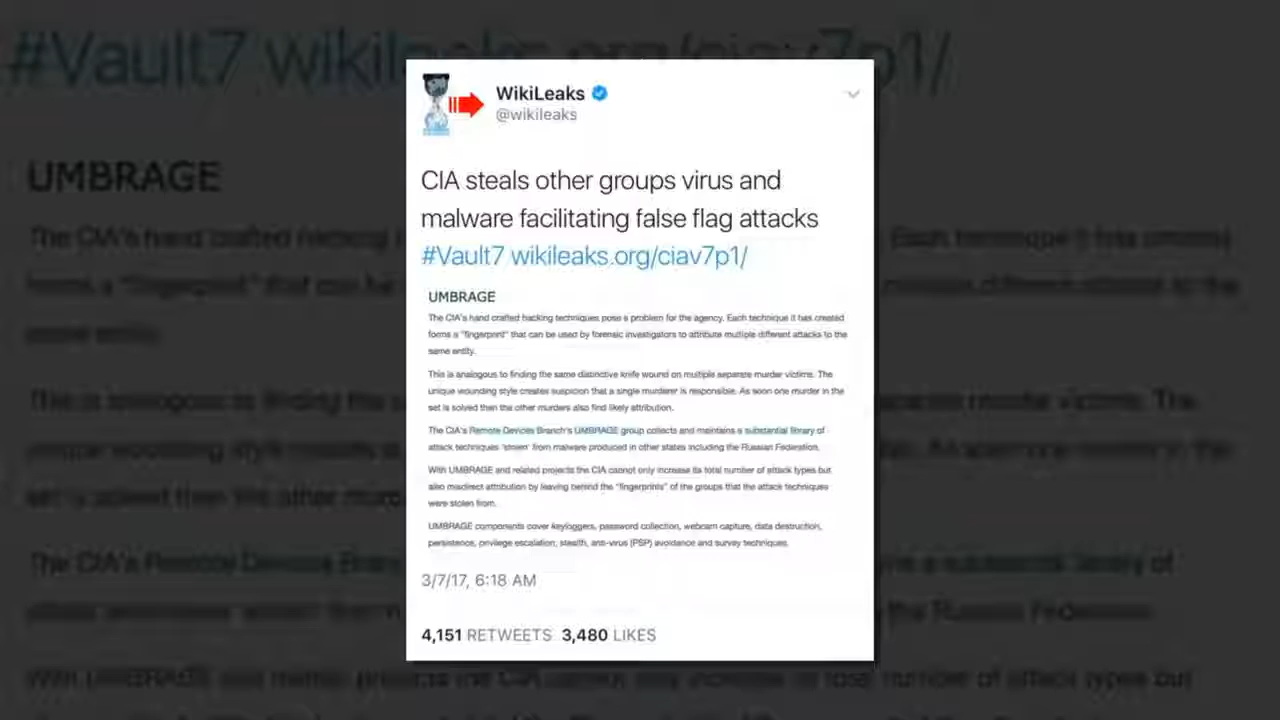 #Vault7 wikileaks.org/ciav7p1/
WikiLeaks
@wikileaks
CIA steals other groups virus and
malware facilitating false flag attacks
#Vault7 wikileaks.org/ciav7p1/
UMBRAGE
The CIA's hand crafted hacking techniques pose a problem for the agency. Each technique it has created
forms a "fingerprint" that can be used by forensic investigators to attribute multiple different attacks to the
same entity.
This is analogous to finding the same distinctive knife wound on multiple separate murder victims. The
unique wounding style creates suspicion that a single murderer is responsible. As soon one murder in the
set is solved then the other murders also find likely attribution.
The CIA's Remote Devices Branch's UMBRAGE group collects and maintains a substantial library of
attack techniques 'stolen' from malware produced in other states including the Russian Federation.
With UMBRAGE and related projects the CIA cannot only increase its total number of attack types but
also misdirect attribution by leaving behind the "fingerprints" of the groups that the attack techniques
were stolen from.
UMBRAGE components cover keyloggers, password collection, webcam capture, data destruction,
persistence, privilege escalation, stealth, anti-virus (PSP) avoidance and survey techniques.
3/7/17, 6:18 AM
4,151 RETWEETS 3,480 LIKES
UMBRAGE